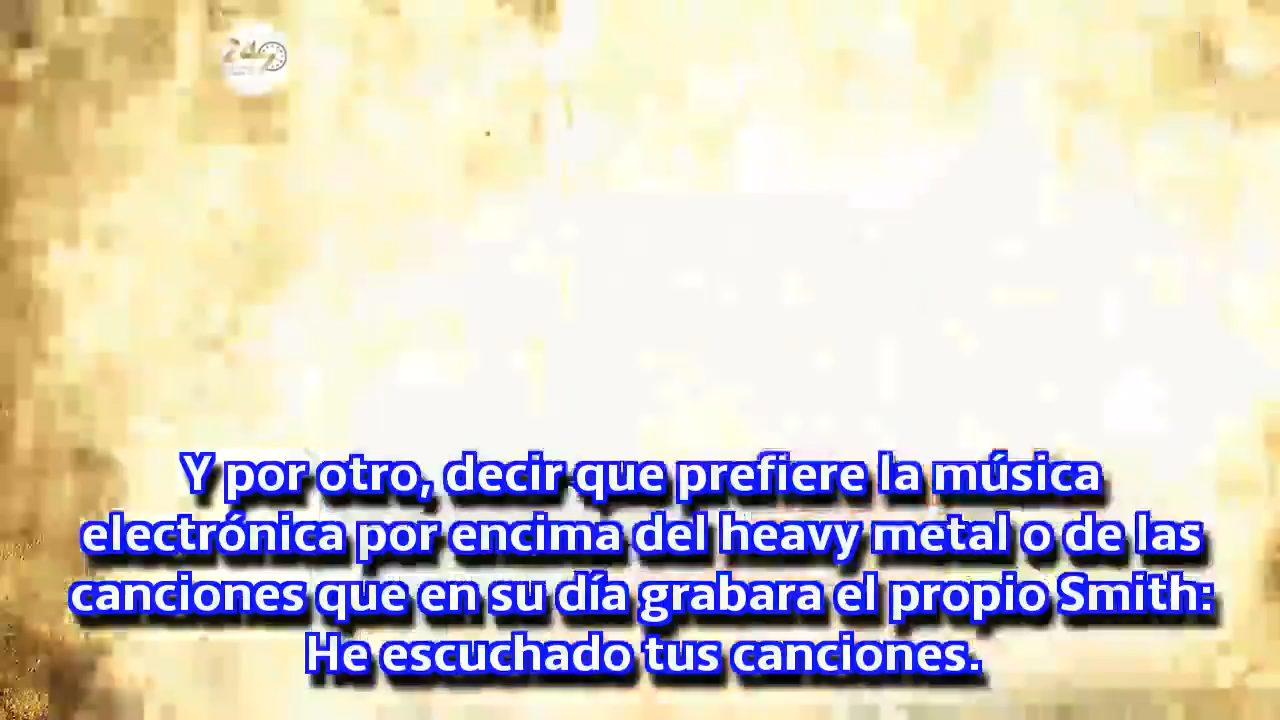 24
Y por otro, decir que prefiere la música
electrónica por encima del heavy metal o de las
canciones que en su día grabara el propio Smith:
He escuchado tus canciones.